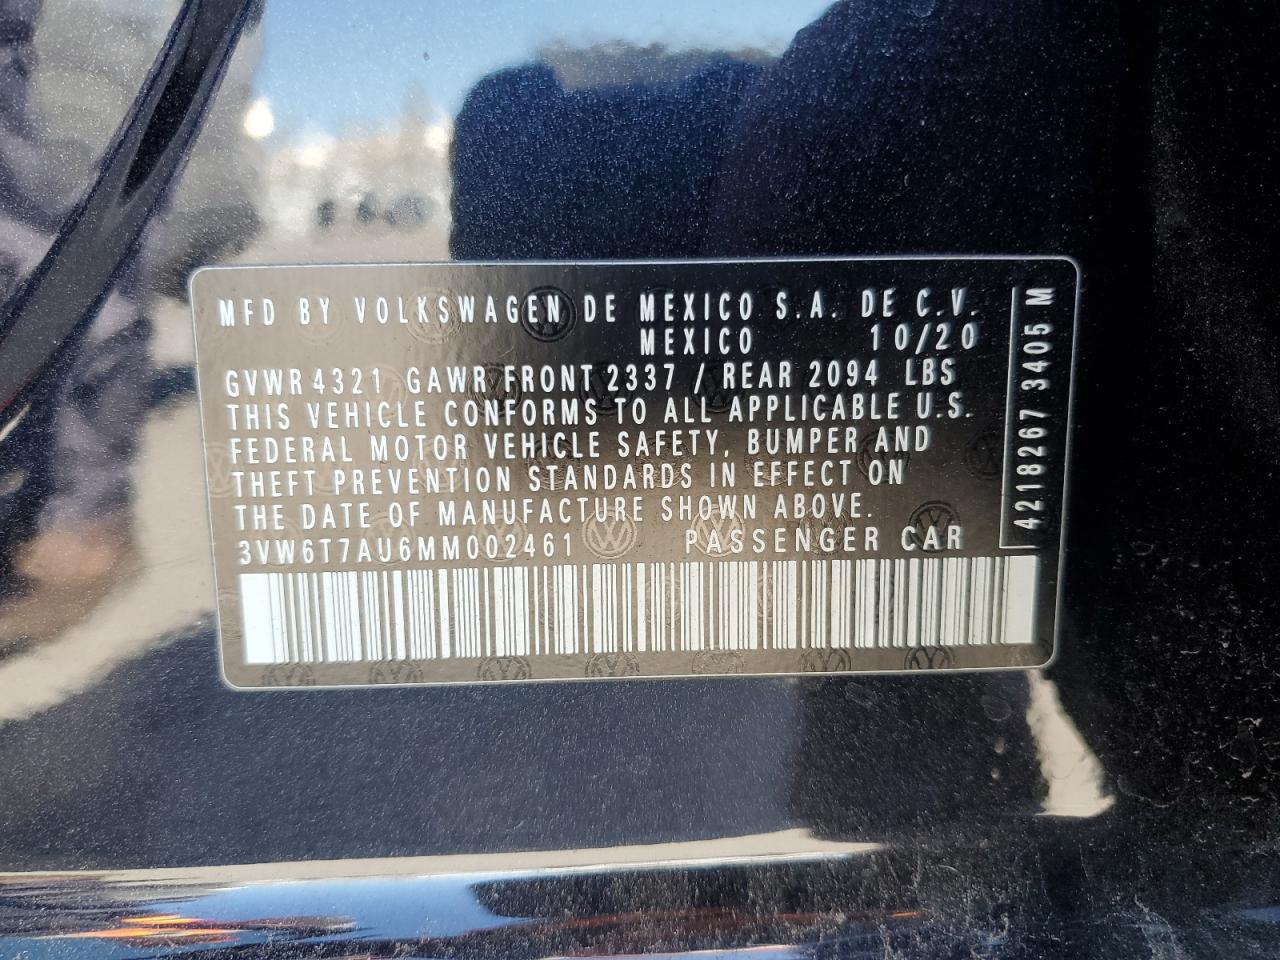 MFD BY VOLKSWAGEN DE MEXICO S.A. DE C.V.
MEXICO 10/20
GVWR 4321 GAWR FRONT 2337 / REAR 2094 LBS
THIS VEHICLE CONFORMS TO ALL APPLICABLE U.S.
FEDERAL MOTOR VEHICLE SAFETY, BUMPER AND
THEFT PREVENTION STANDARDS IN EFFECT ON
THE DATE OF MANUFACTURE SHOWN ABOVE.
3VW6T7AU6MM002461 PASSENGER CAR
4218267 3405 M